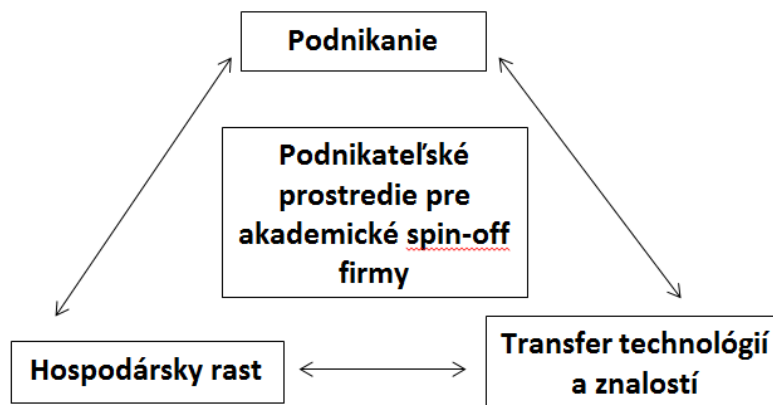 Podnikanie
Podnikateľské
prostredie pre
akademické spin-off
firmy
Hospodársky rast
Transfer technológií
a znalostí